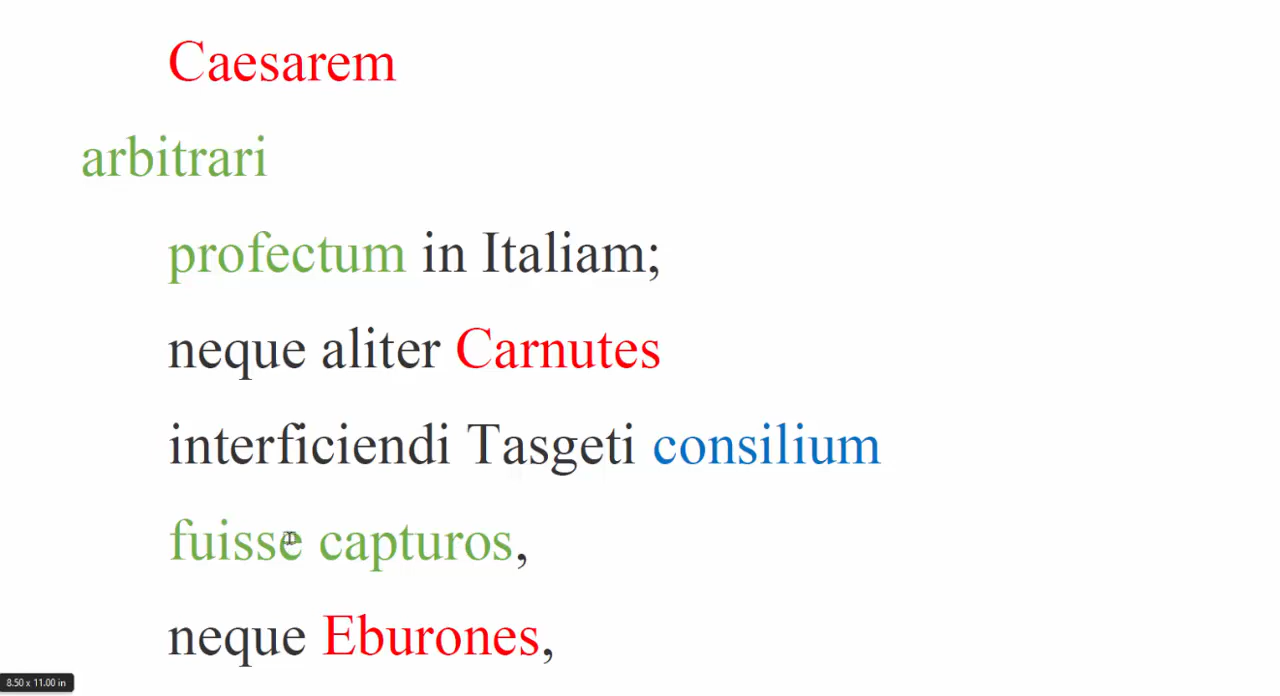 Caesarem
arbitrari
profectum in Italiam;
neque aliter Carnutes
interficiendi Tasgeti consilium
fuisse capturos,
neque Eburones,
8.50 x 11.00 in